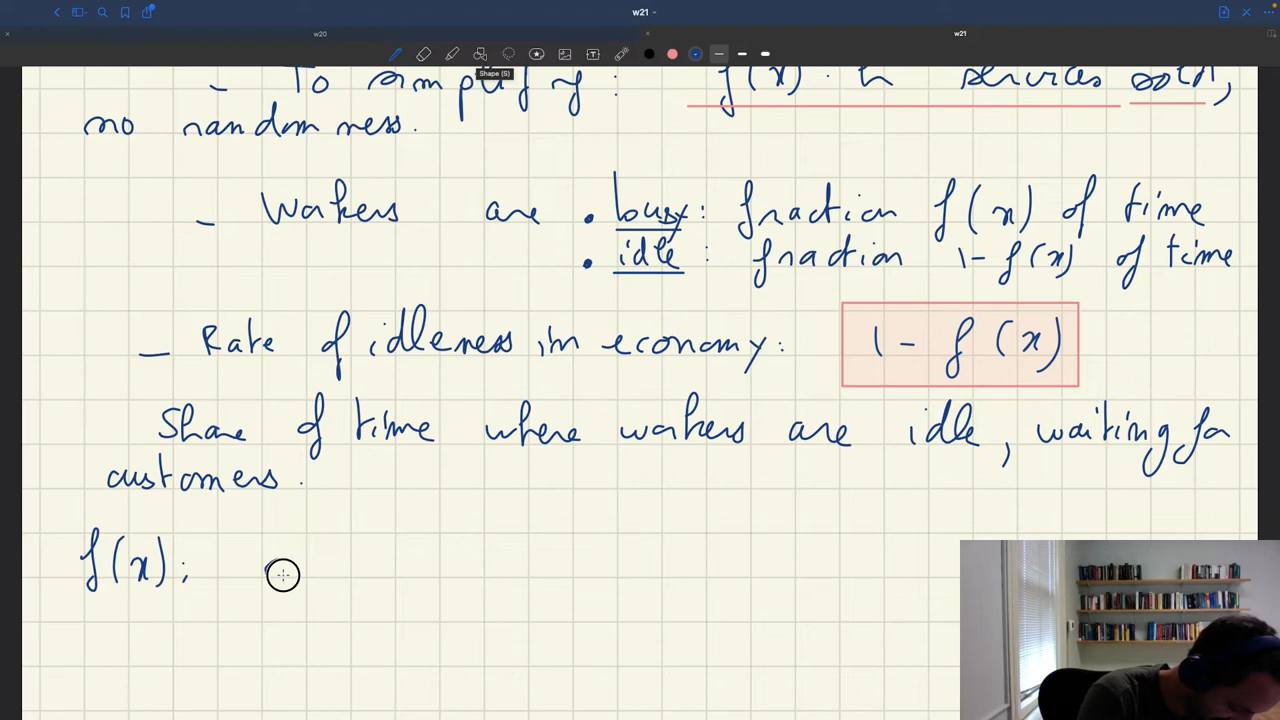 w21
w20
w21
Shape (S)
- To simplify : f(x) · h services sold,
no randomness.
- Workers are • busy : fraction f(x) of time
• idle : fraction 1 - f(x) of time
- Rate of idleness in economy : 1 - f(x)
Share of time where workers are idle, waiting for
customers.
f(x) :